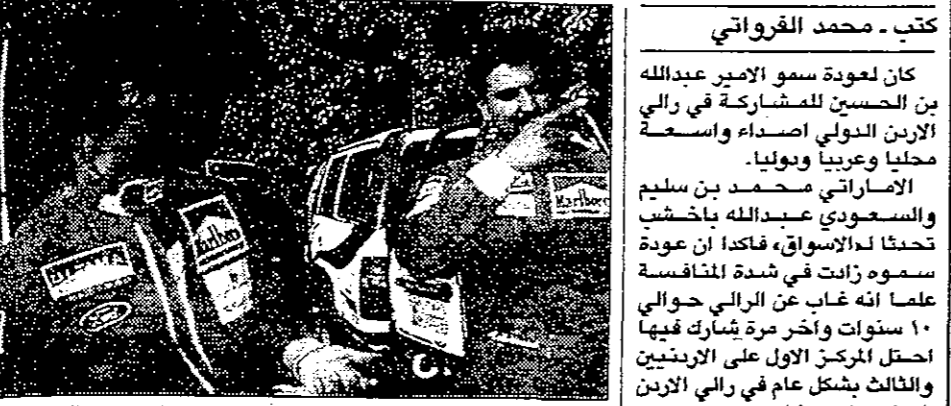 كتب ـ محمد الفرواتي
كان لعودة سمو الامير عبدالله
بن الحسين للمشاركة في رالي
الاردن الدولي اصداء واسعة
محليا وعربيا ودوليا.
الاماراتي محمد بن سليم
والسعودي عبدالله باخشب
تحدثا لـ«الاسواق» فاكدا ان عودة
سموه زادت في شدة المنافسة
علما انه غاب عن الرالي حوالي
١٠ سنوات واخر مرة شارك فيها
احتل المركز الاول على الاردنيين
والثالث بشكل عام في رالي الاردن
Marlboro
Marlboro